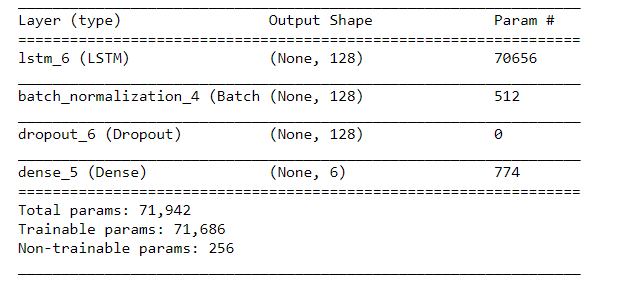 _________________________________________________________________
Layer (type)                 Output Shape              Param #
=================================================================
lstm_6 (LSTM)                (None, 128)               70656
_________________________________________________________________
batch_normalization_4 (Batch (None, 128)               512
_________________________________________________________________
dropout_6 (Dropout)          (None, 128)               0
_________________________________________________________________
dense_5 (Dense)              (None, 6)                 774
=================================================================
Total params: 71,942
Trainable params: 71,686
Non-trainable params: 256
_________________________________________________________________